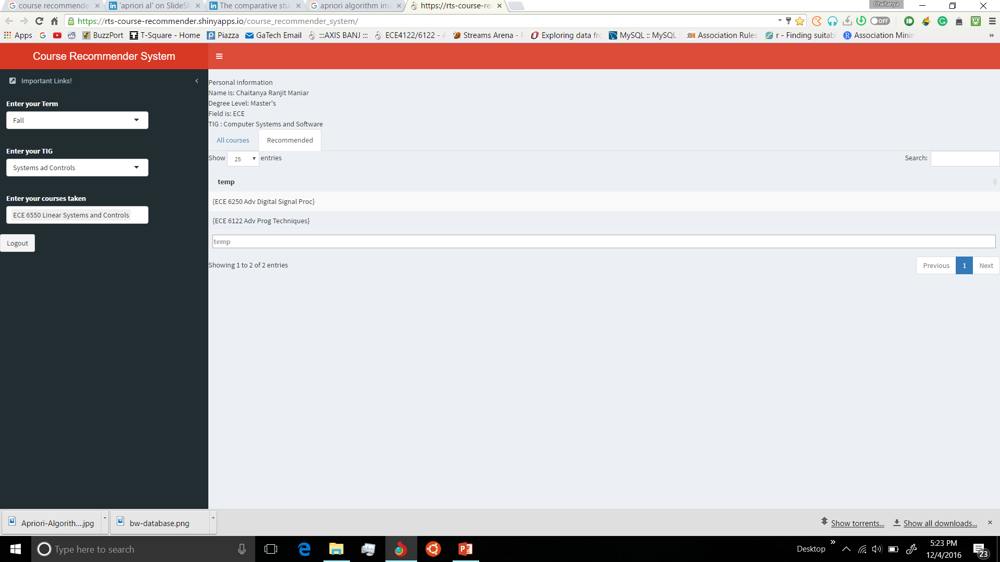 Chaitanya
course recommende
'apriori al' on SlideSh
The comparative stu
apriori algorithm ima
https://rts-course-re
https://rts-course-recommender.shinyapps.io/course_recommender_system/
OFF
Apps
BuzzPort
T-Square - Home
Piazza
GaTech Email
:::AXIS BANJ :::
ECE4122/6122 -
Streams Arena -
Exploring data fro
MySQL :: MySQL
Association Rules
r - Finding suitab
Association Minin
»
Course Recommender System
Important Links!
Enter your Term
Fall
Enter your TIG
Systems ad Controls
Enter your courses taken
ECE 6550 Linear Systems and Controls
Logout
Personal information
Name is: Chaitanya Ranjit Maniar
Degree Level: Master's
Field is: ECE
TIG : Computer Systems and Software
All courses
Recommended
Show 25 entries
Search:
temp
{ECE 6250 Adv Digital Signal Proc}
{ECE 6122 Adv Prog Techniques}
temp
Showing 1 to 2 of 2 entries
Previous 1 Next
Apriori-Algorith....jpg
bw-database.png
Show torrents...
Show all downloads...
Type here to search
Desktop
»
5:23 PM
12/4/2016
23